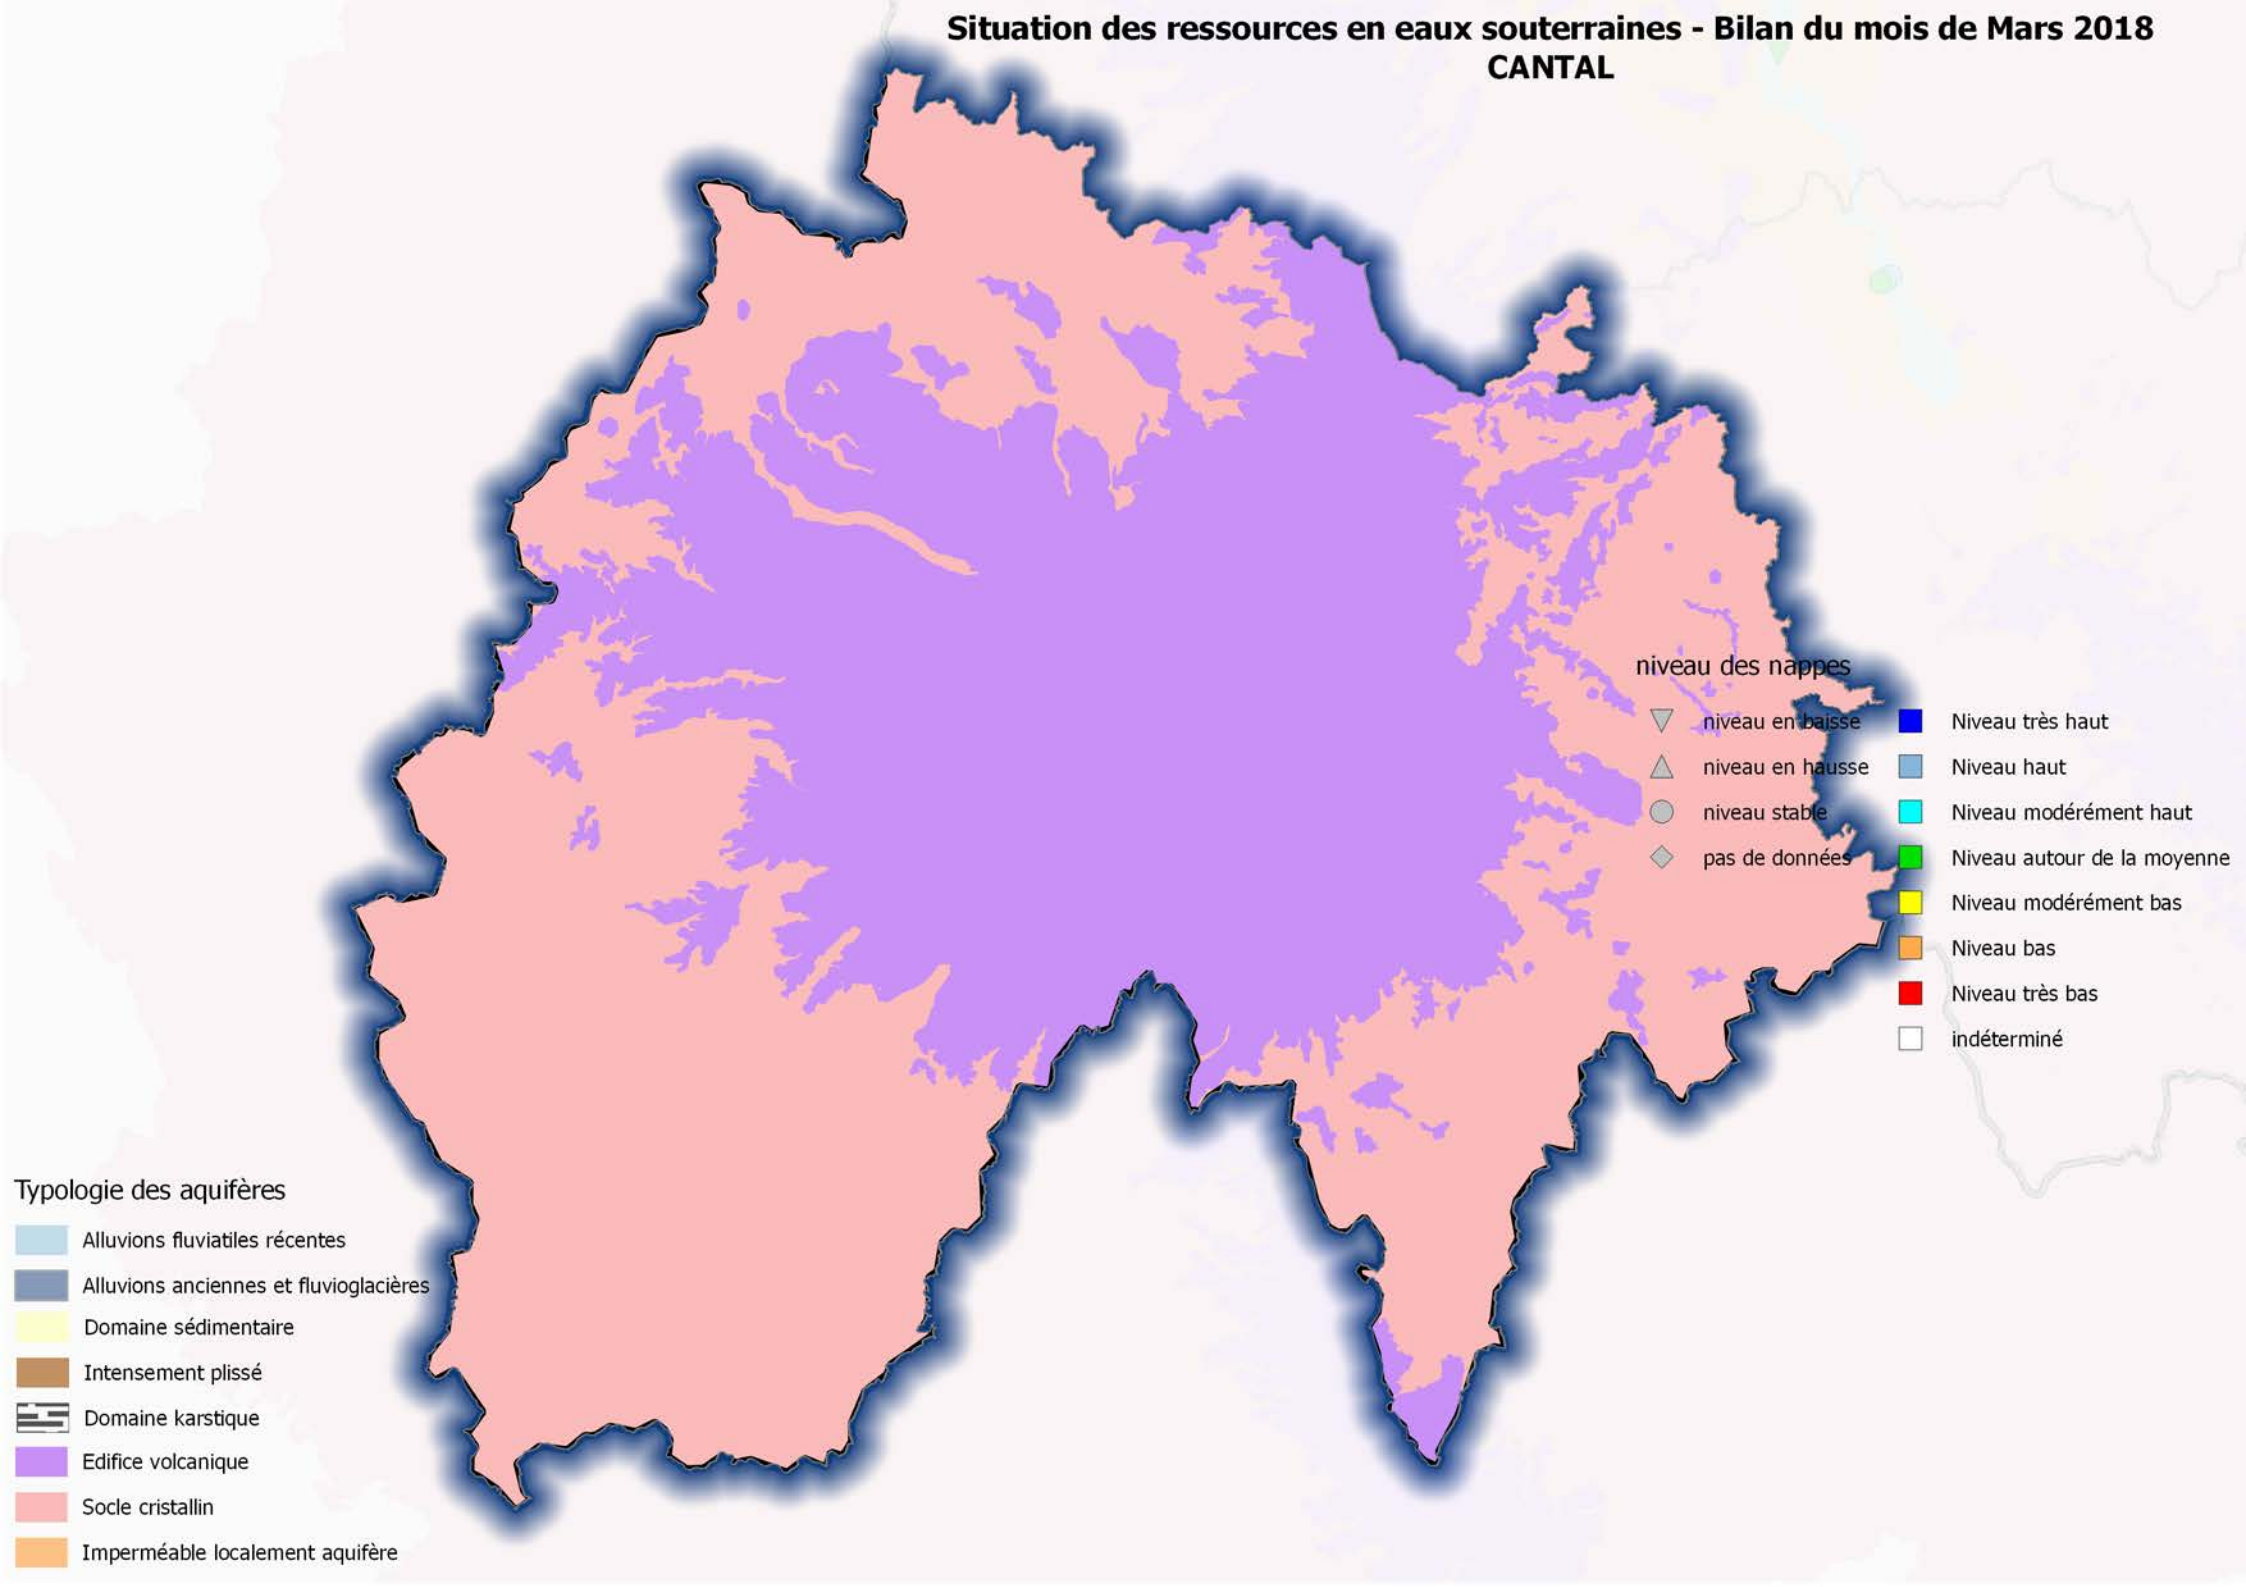 Situation des ressources en eaux souterraines - Bilan du mois de Mars 2018
CANTAL
niveau des nappes
niveau en baisse
niveau en hausse
niveau stable
pas de données
Niveau très haut
Niveau haut
Niveau modérément haut
Niveau autour de la moyenne
Niveau modérément bas
Niveau bas
Niveau très bas
indéterminé
Typologie des aquifères
Alluvions fluviatiles récentes
Alluvions anciennes et fluvioglacières
Domaine sédimentaire
Intensement plissé
Domaine karstique
Edifice volcanique
Socle cristallin
Imperméable localement aquifère